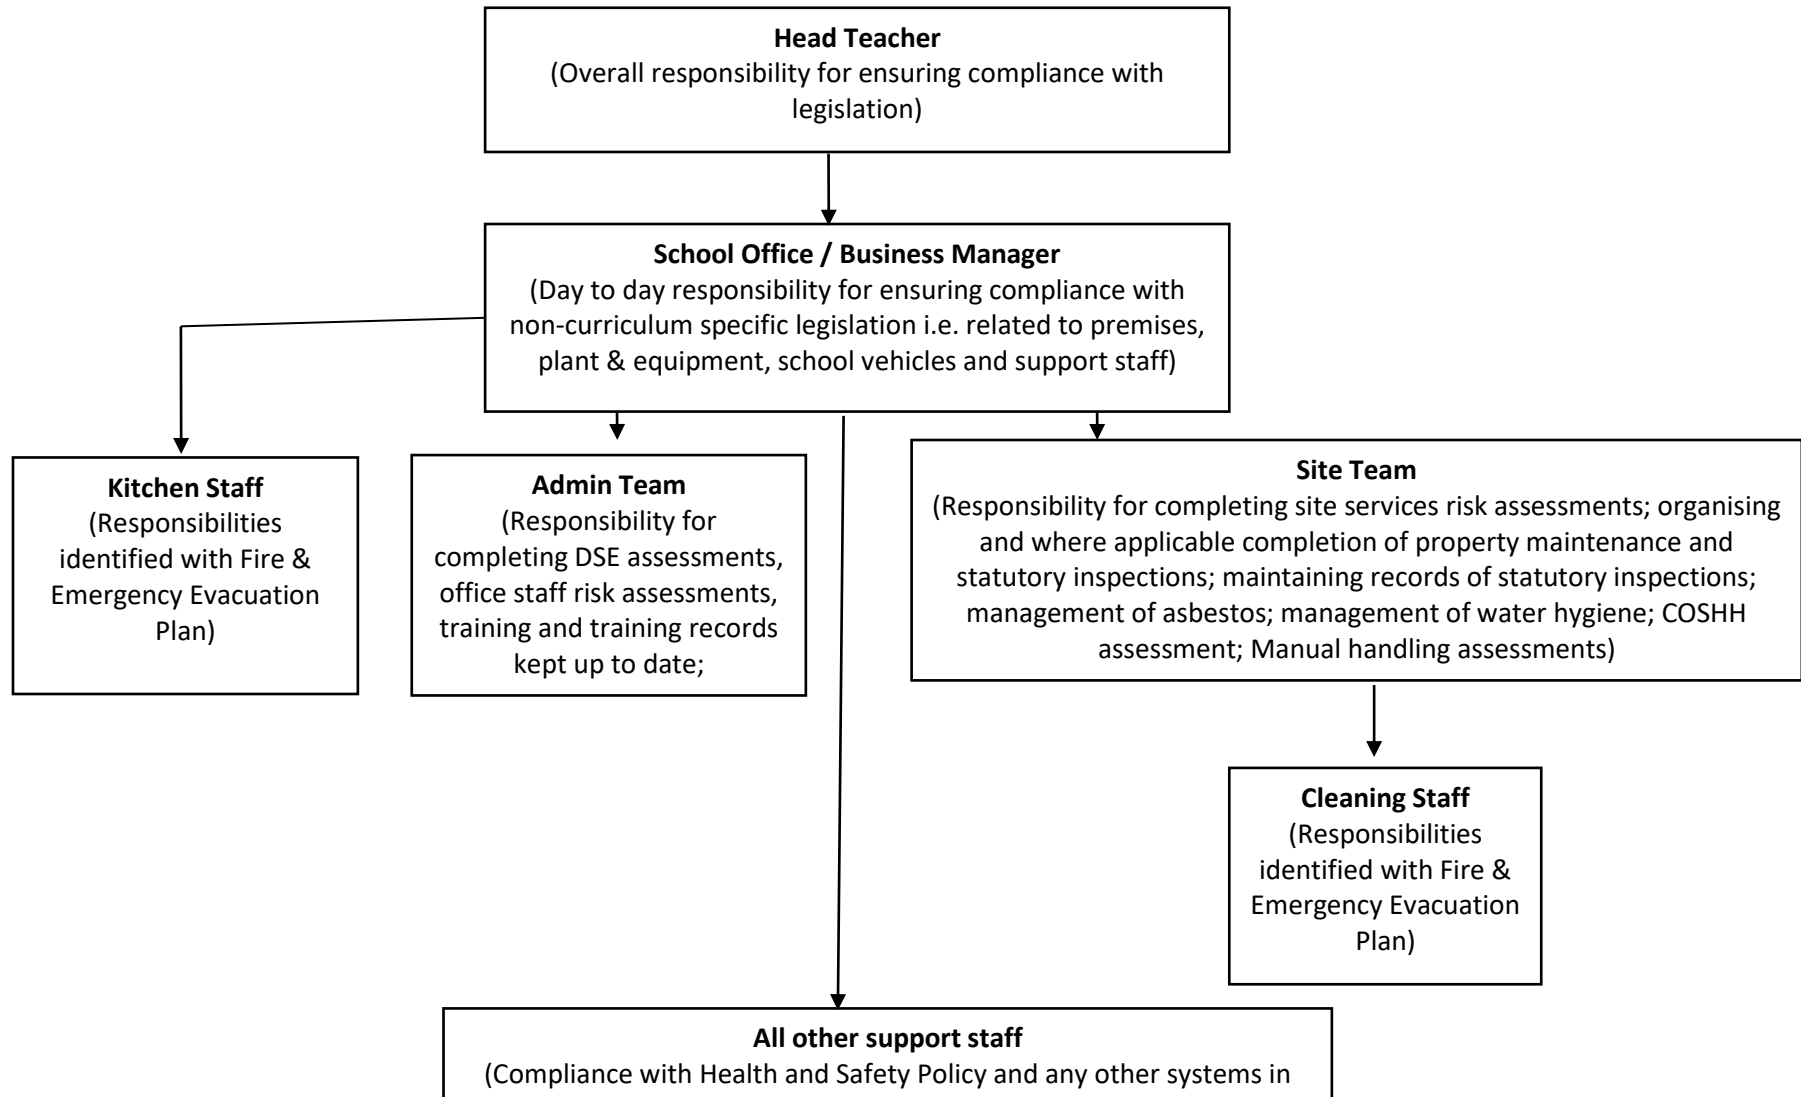 Head Teacher
(Overall responsibility for ensuring compliance with
legislation)
School Office / Business Manager
(Day to day responsibility for ensuring compliance with
non-curriculum specific legislation i.e. related to premises,
plant & equipment, school vehicles and support staff)
Kitchen Staff
(Responsibilities
identified with Fire &
Emergency Evacuation
Plan)
Admin Team
(Responsibility for
completing DSE assessments,
office staff risk assessments,
training and training records
kept up to date;
Site Team
(Responsibility for completing site services risk assessments; organising
and where applicable completion of property maintenance and
statutory inspections; maintaining records of statutory inspections;
management of asbestos; management of water hygiene; COSHH
assessment; Manual handling assessments)
Cleaning Staff
(Responsibilities
identified with Fire &
Emergency Evacuation
Plan)
All other support staff
(Compliance with Health and Safety Policy and any other systems in